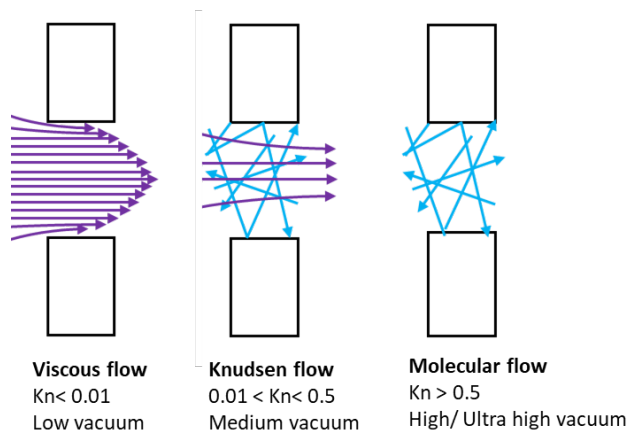 Viscous flow
Kn< 0.01
Low vacuum
Knudsen flow
0.01 < Kn< 0.5
Medium vacuum
Molecular flow
Kn > 0.5
High/ Ultra high vacuum